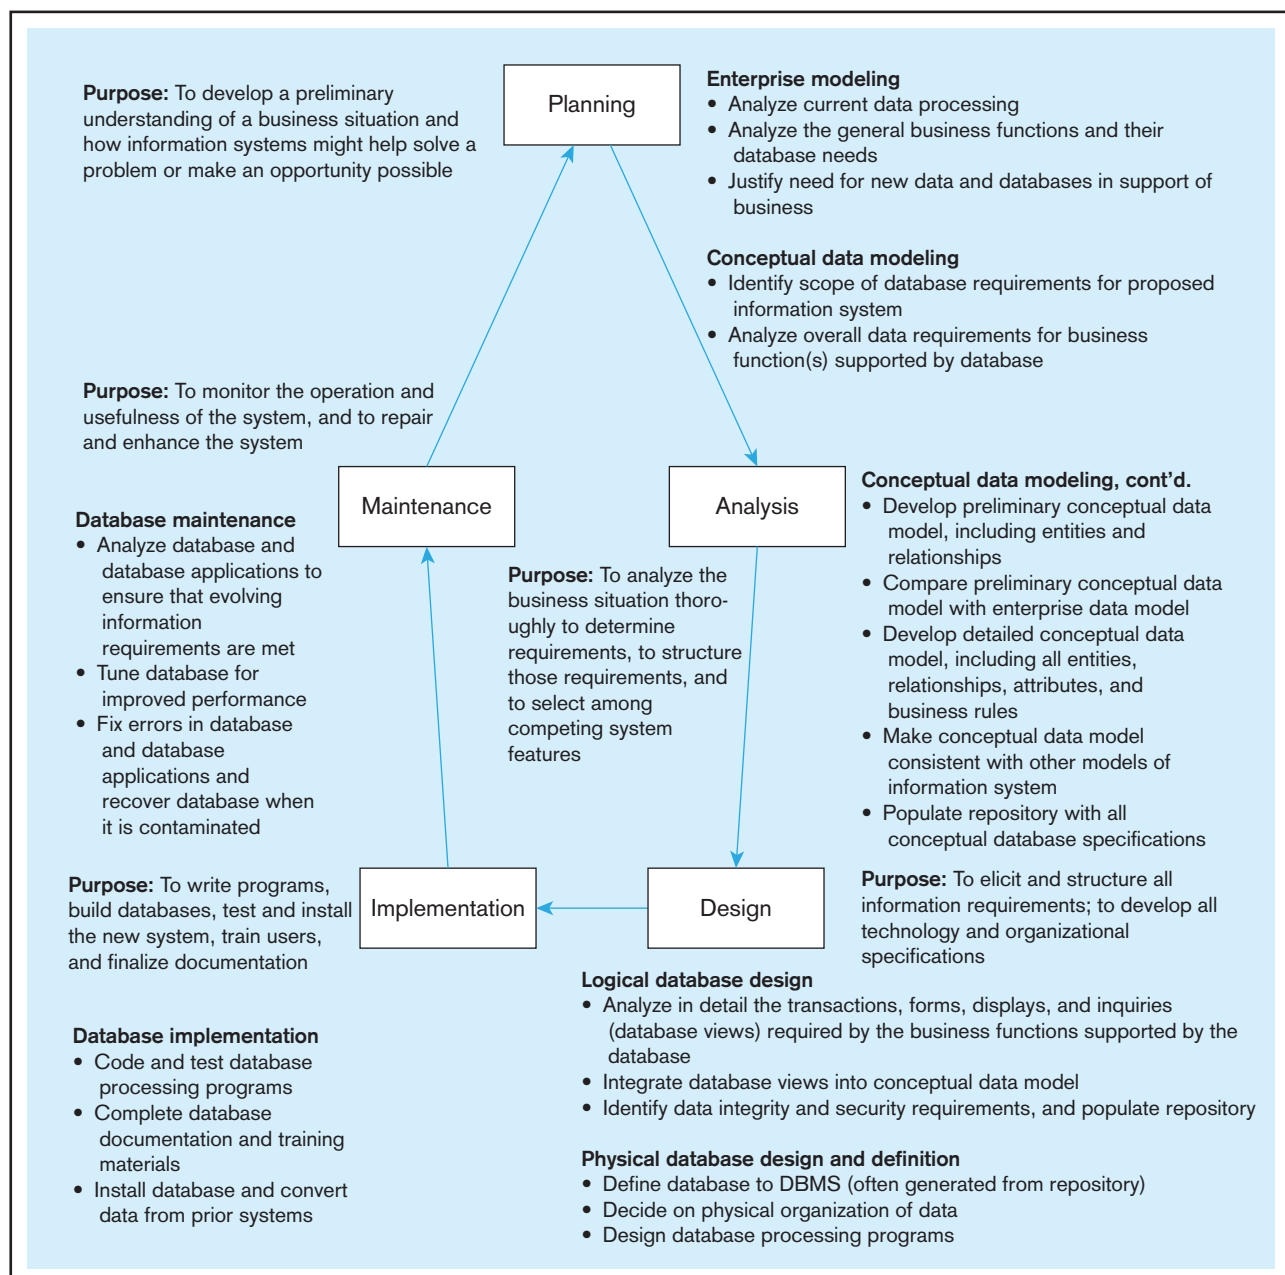 Planning
Purpose: To develop a preliminary
understanding of a business situation and
how information systems might help solve a
problem or make an opportunity possible
Enterprise modeling
• Analyze current data processing
• Analyze the general business functions and their
database needs
• Justify need for new data and databases in support of
business
Conceptual data modeling
• Identify scope of database requirements for proposed
information system
• Analyze overall data requirements for business
function(s) supported by database
Analysis
Purpose: To analyze the
business situation thoro-
ughly to determine
requirements, to structure
those requirements, and
to select among
competing system
features
Conceptual data modeling, cont’d.
• Develop preliminary conceptual data
model, including entities and
relationships
• Compare preliminary conceptual data
model with enterprise data model
• Develop detailed conceptual data
model, including all entities,
relationships, attributes, and
business rules
• Make conceptual data model
consistent with other models of
information system
• Populate repository with all
conceptual database specifications
Design
Purpose: To elicit and structure all
information requirements; to develop all
technology and organizational
specifications
Logical database design
• Analyze in detail the transactions, forms, displays, and inquiries
(database views) required by the business functions supported by the
database
• Integrate database views into conceptual data model
• Identify data integrity and security requirements, and populate repository
Physical database design and definition
• Define database to DBMS (often generated from repository)
• Decide on physical organization of data
• Design database processing programs
Implementation
Purpose: To write programs,
build databases, test and install
the new system, train users,
and finalize documentation
Database implementation
• Code and test database
processing programs
• Complete database
documentation and training
materials
• Install database and convert
data from prior systems
Maintenance
Purpose: To monitor the operation and
usefulness of the system, and to repair
and enhance the system
Database maintenance
• Analyze database and
database applications to
ensure that evolving
information
requirements are met
• Tune database for
improved performance
• Fix errors in database
and database
applications and
recover database when
it is contaminated